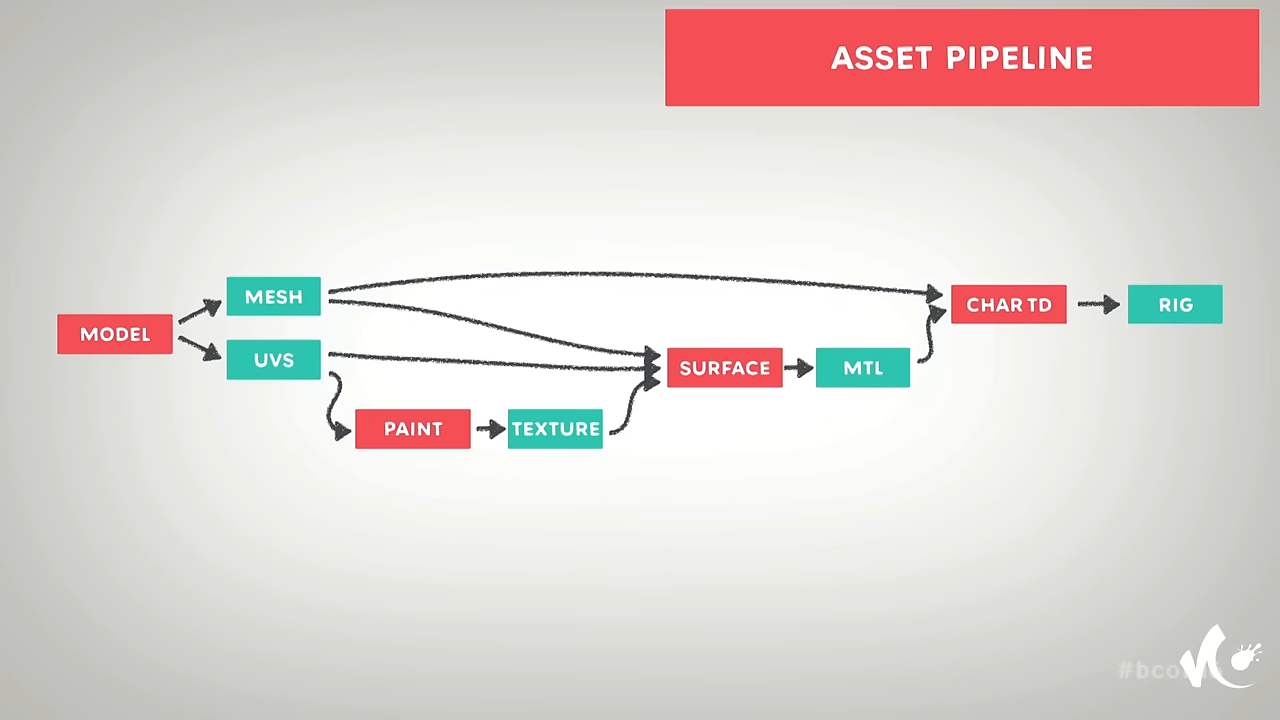 ASSET PIPELINE
MESH
CHAR TD
RIG
MODEL
UVS
SURFACE
MTL
PAINT
TEXTURE